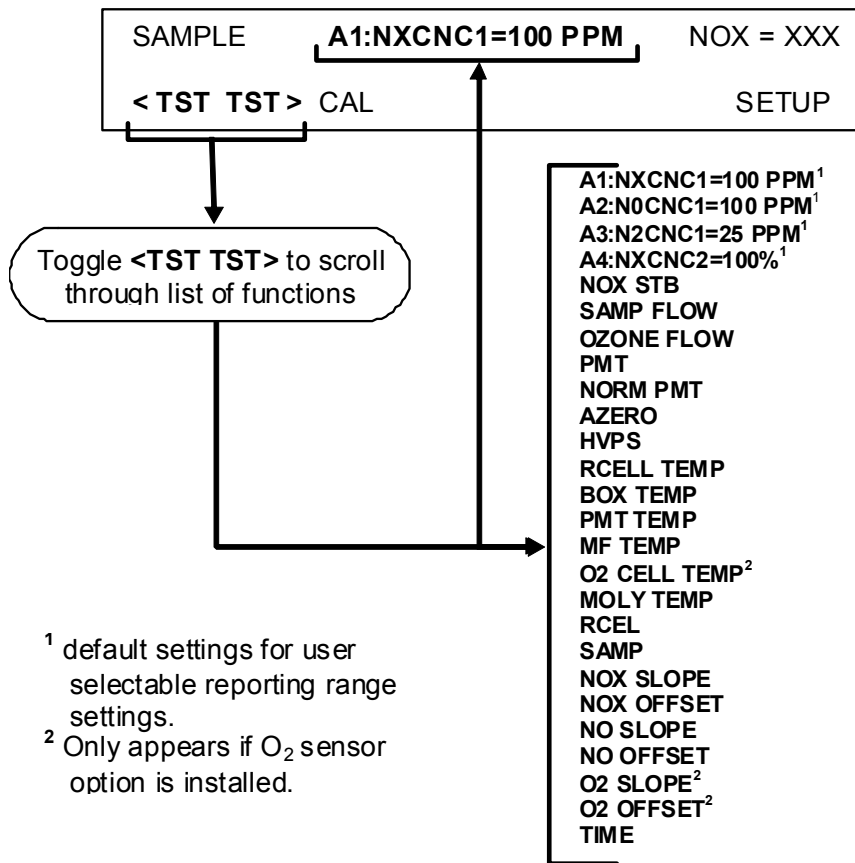 SAMPLE A1:NXCNC1=100 PPM NOX = XXX
< TST TST > CAL SETUP
Toggle <TST TST> to scroll
through list of functions
A1:NXCNC1=100 PPM¹
A2:N0CNC1=100 PPM¹
A3:N2CNC1=25 PPM¹
A4:NXCNC2=100%¹
NOX STB
SAMP FLOW
OZONE FLOW
PMT
NORM PMT
AZERO
HVPS
RCELL TEMP
BOX TEMP
PMT TEMP
MF TEMP
O2 CELL TEMP²
MOLY TEMP
RCEL
SAMP
NOX SLOPE
NOX OFFSET
NO SLOPE
NO OFFSET
O2 SLOPE²
O2 OFFSET²
TIME
¹ default settings for user
selectable reporting range
settings.
² Only appears if O₂ sensor
option is installed.